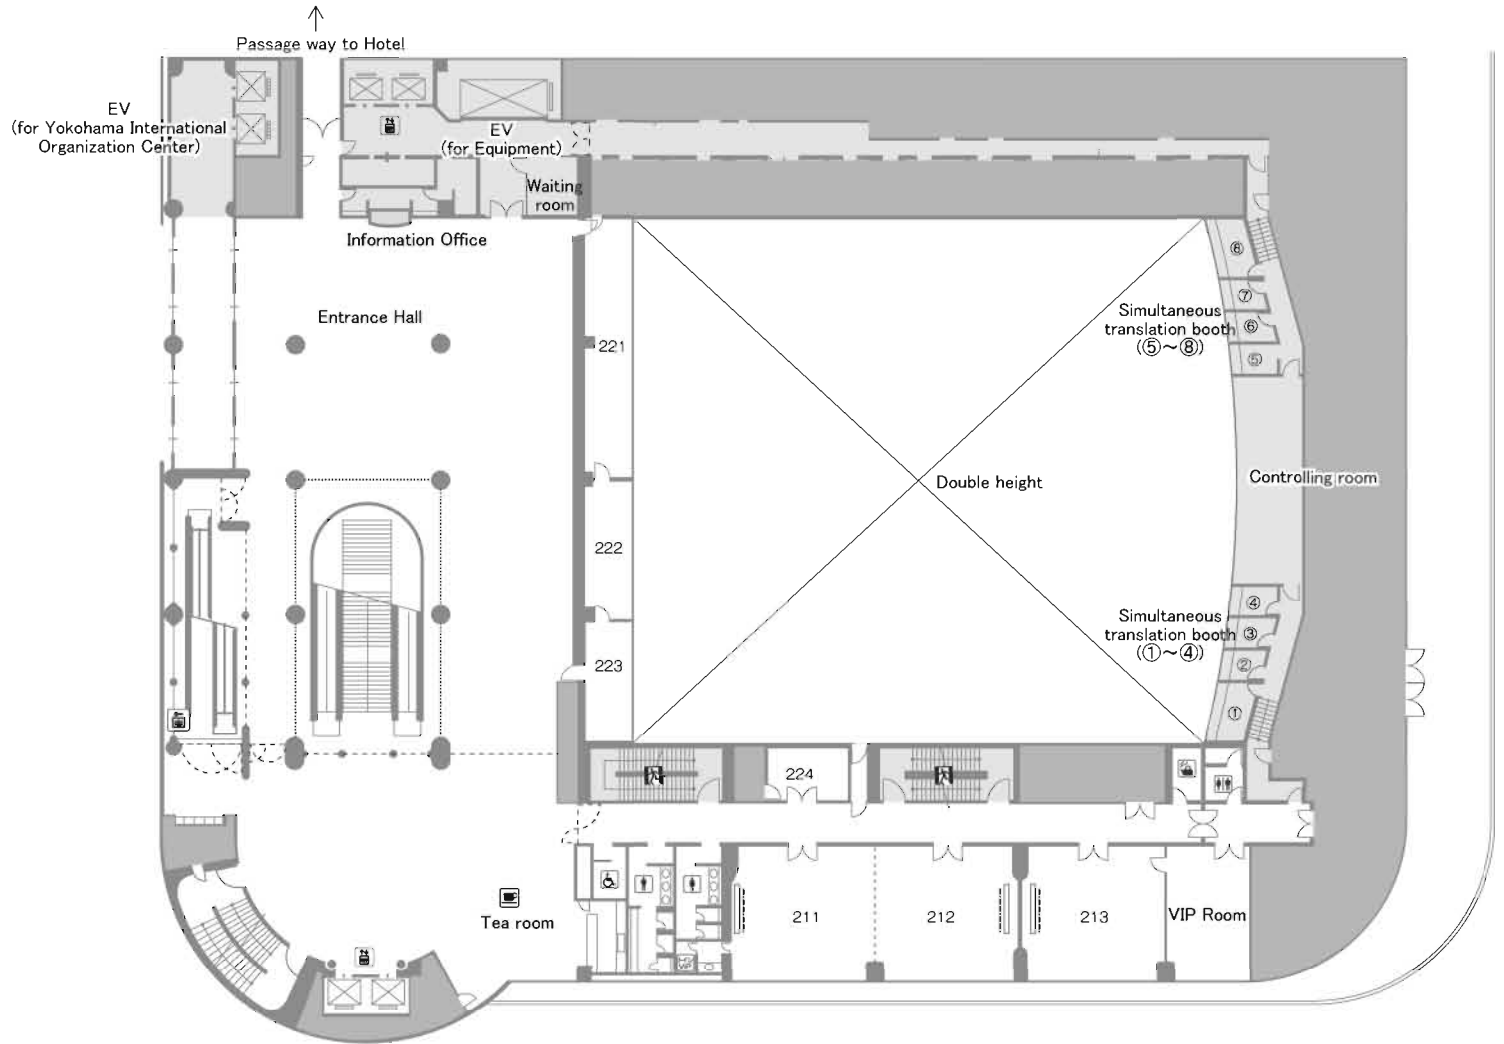 Passage way to Hotel
EV
(for Yokohama International
Organization Center)
EV
(for Equipment)
Waiting
room
Information Office
Entrance Hall
221
222
223
Double height
⑧
⑦
⑥
⑤
Simultaneous
translation booth
(⑤～⑧)
Controlling room
④
③
②
①
Simultaneous
translation booth
(①～④)
224
Tea room
211
212
213
VIP Room